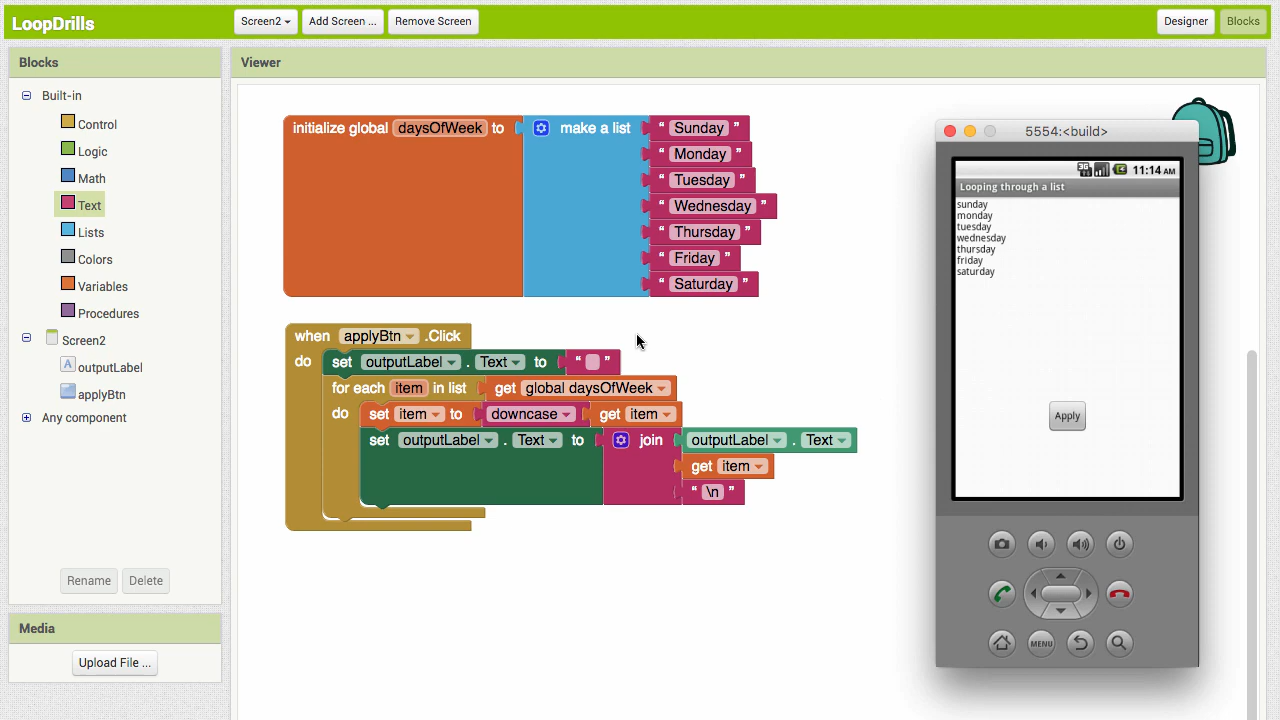 LoopDrills Screen2 Add Screen ... Remove Screen Designer Blocks
Blocks
Built-in
Control
Logic
Math
Text
Lists
Colors
Variables
Procedures
Screen2
outputLabel
applyBtn
Any component
Rename Delete
Media
Upload File ...
Viewer
initialize global daysOfWeek to make a list “ Sunday ”
“ Monday ”
“ Tuesday ”
“ Wednesday ”
“ Thursday ”
“ Friday ”
“ Saturday ”
when applyBtn .Click
do set outputLabel . Text to “ ”
for each item in list get global daysOfWeek
do set item to downcase get item
set outputLabel . Text to join outputLabel . Text
get item
“ \n ”
5554:<build>
3G 11:14 AM
Looping through a list
sunday
monday
tuesday
wednesday
thursday
friday
saturday
Apply
MENU